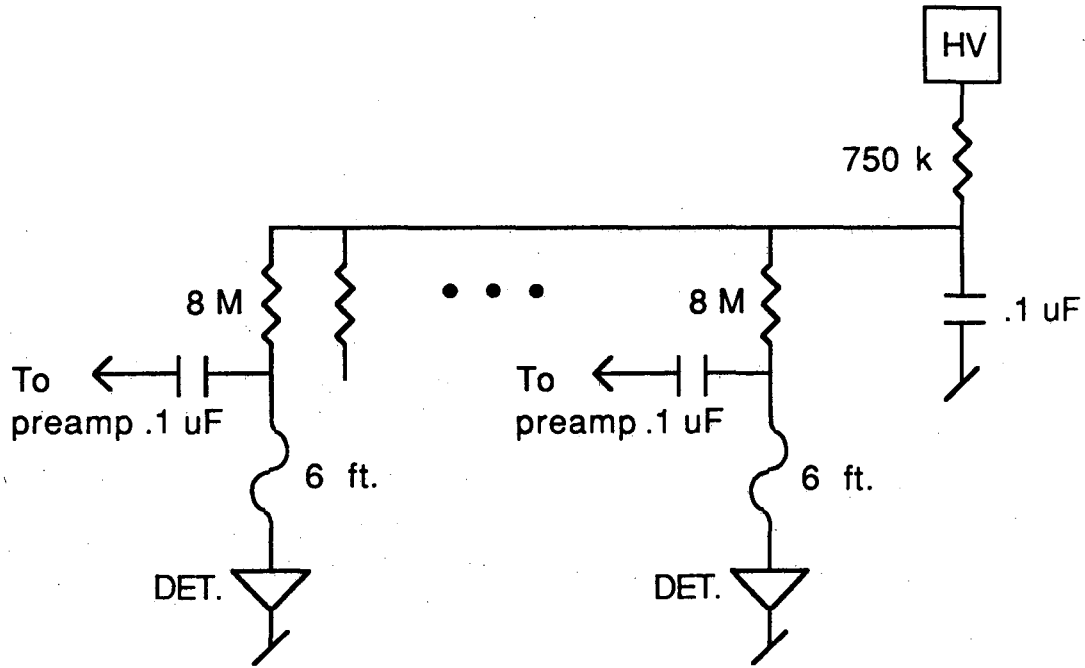 HV
750 k
8 M
8 M
.1 uF
To
preamp .1 uF
To
preamp .1 uF
6 ft.
6 ft.
DET.
DET.